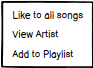 Like to all songs
View Artist
Add to Playlist